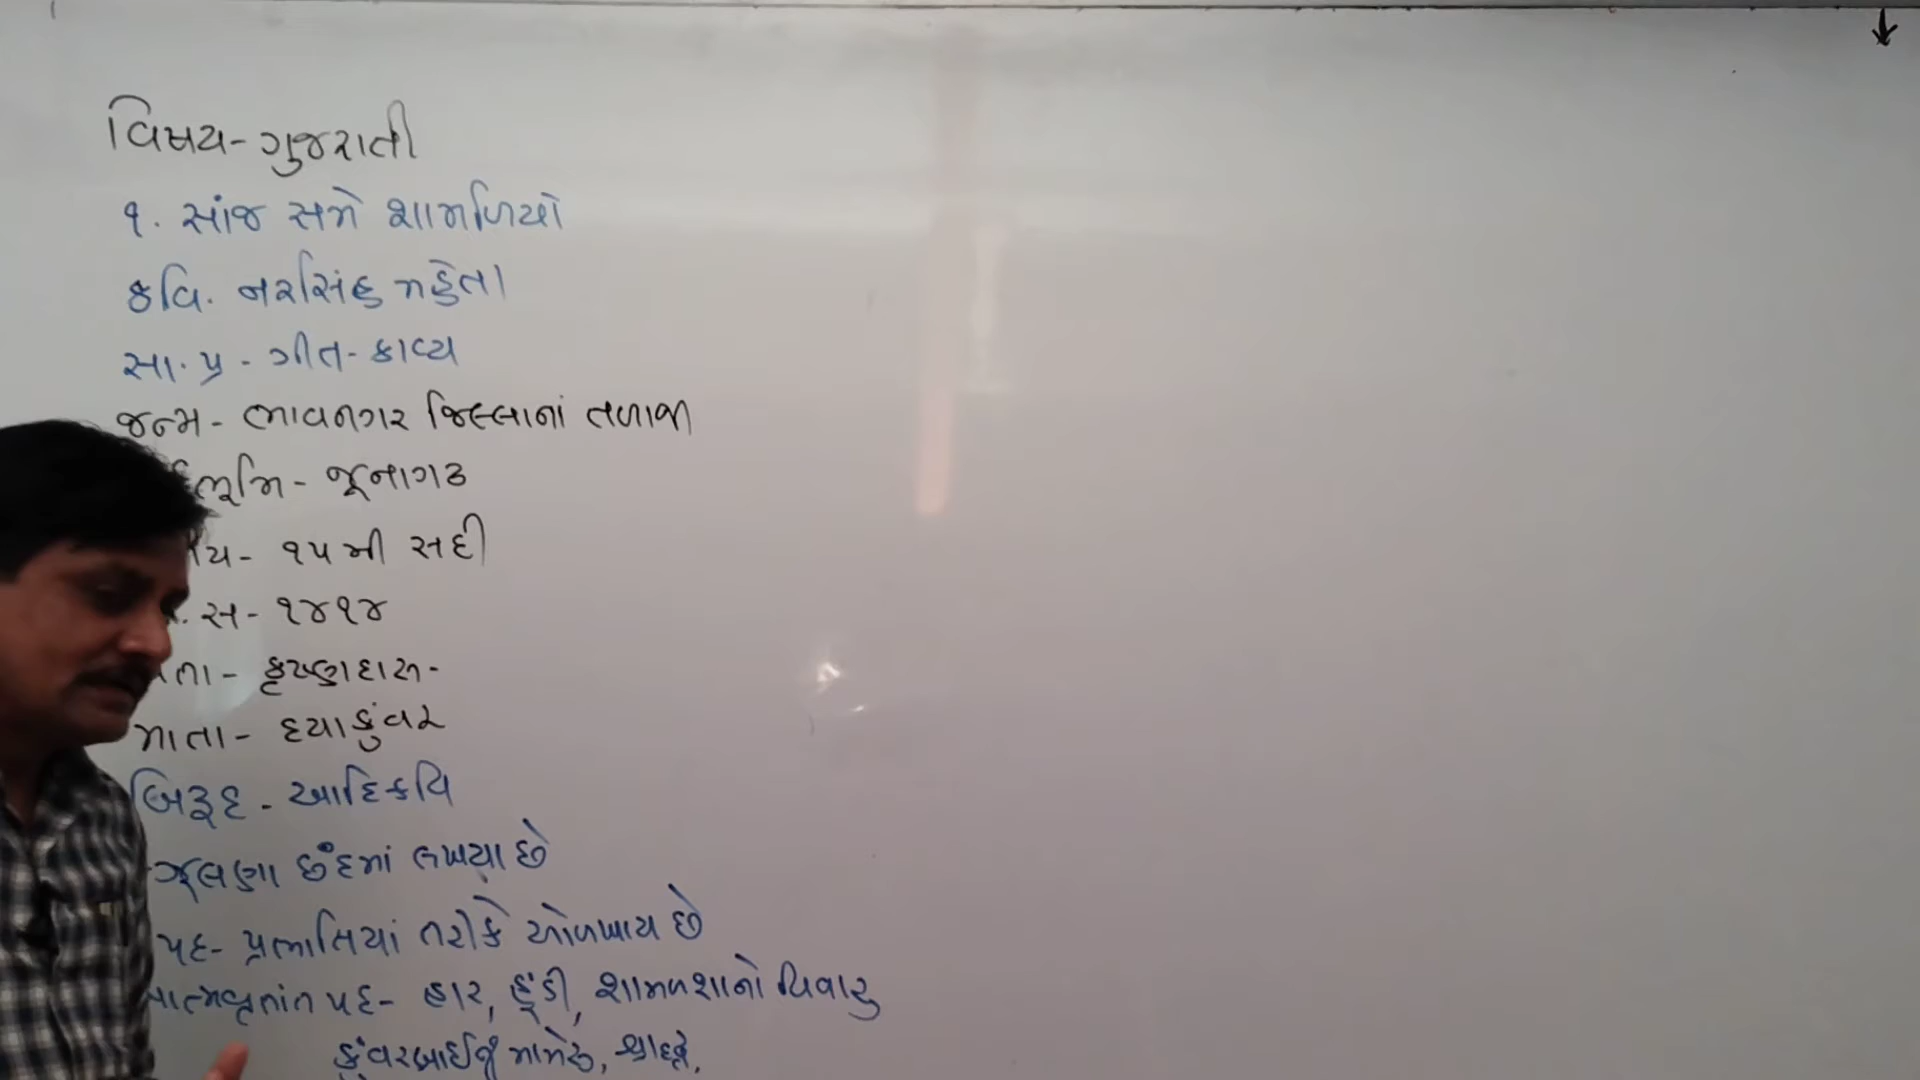 વિષય- ગુજરાતી
૧. સાંજ સમે શામળિયો
કવિ. નરસિંહ મહેતા
સા. પ્ર - ગીત-કાવ્ય
જન્મ - ભાવનગર જિલ્લાનાં તળાજા
ભૂમિ - જૂનાગઢ
ય - ૧૫મી સદી
. સ - ૧૪૧૪
તા - કૃષ્ણદાસ-
માતા - દયાકુંવર
બિરૂદ - આદિકવિ
ઝૂલણા છંદમાં લખ્યા છે
પદ- પ્રભાતિયાં તરીકે ઓળખાય છે
આત્મવૃતાંત પદ - હાર, હૂંડી, શામળશાનો વિવાહ
કુંવરબાઈનું મામેરૂ,